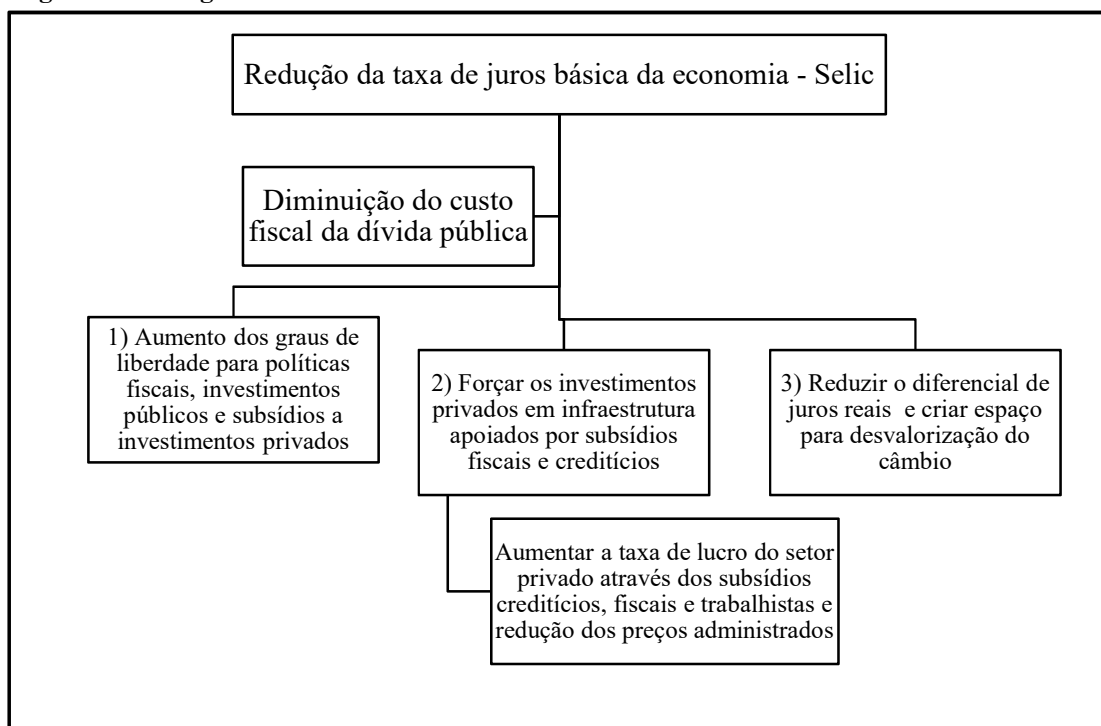 Redução da taxa de juros básica da economia - Selic
Diminuição do custo
fiscal da dívida pública
1) Aumento dos graus de
liberdade para políticas
fiscais, investimentos
públicos e subsídios a
investimentos privados
2) Forçar os investimentos
privados em infraestrutura
apoiados por subsídios
fiscais e creditícios
3) Reduzir o diferencial de
juros reais e criar espaço
para desvalorização do
câmbio
Aumentar a taxa de lucro do setor
privado através dos subsídios
creditícios, fiscais e trabalhistas e
redução dos preços administrados